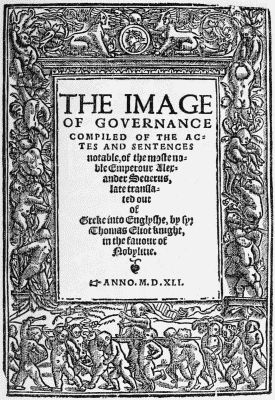 THE IMAGE
OF GOVERNANCE
COMPILED OF THE AC-
TES AND SENTENCES
notable, of the moste no-
ble Emperour Alex-
ander Seuerus,
late transla-
ted out
of
Greke into Englyshe, by syr
Thomas Eliot knight,
in the fauour of
Nobylitie.
☞ ANNO. M.D.XLI.